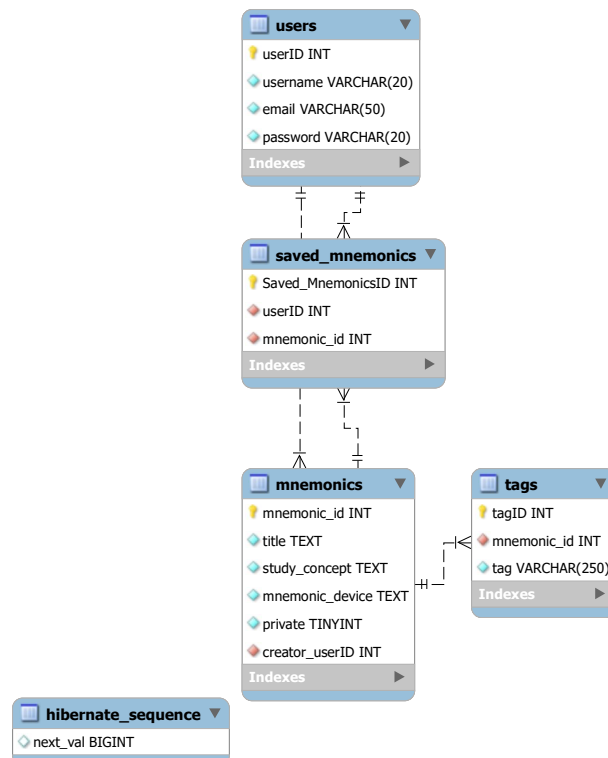 users
userID INT
username VARCHAR(20)
email VARCHAR(50)
password VARCHAR(20)
Indexes
saved_mnemonics
Saved_MnemonicsID INT
userID INT
mnemonic_id INT
Indexes
mnemonics
mnemonic_id INT
title TEXT
study_concept TEXT
mnemonic_device TEXT
private TINYINT
creator_userID INT
Indexes
tags
tagID INT
mnemonic_id INT
tag VARCHAR(250)
Indexes
hibernate_sequence
next_val BIGINT